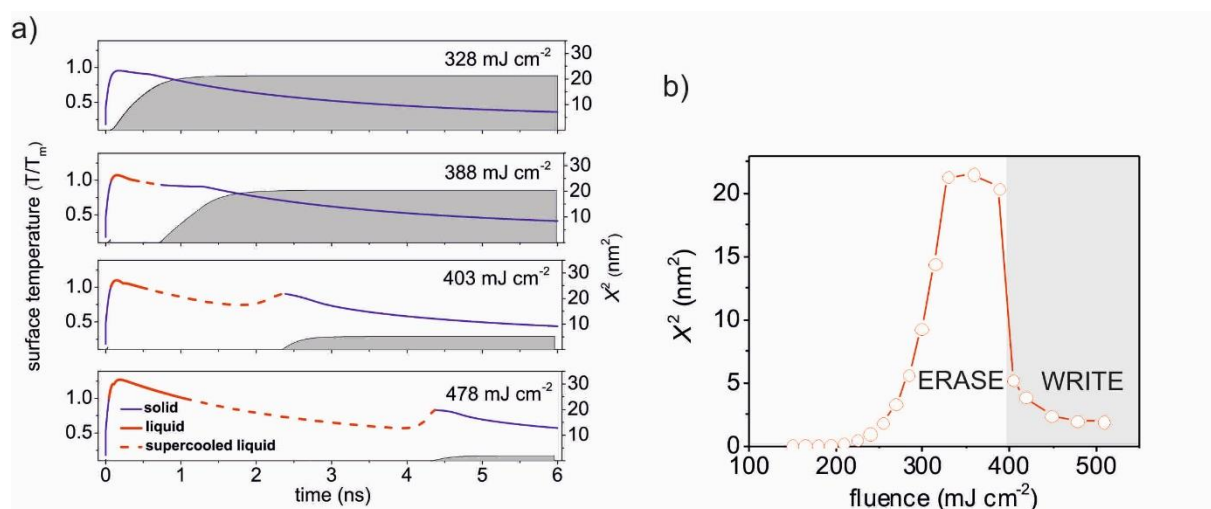 a)
328 mJ cm-2
1.0
0.5
30
20
10
388 mJ cm-2
1.0
0.5
30
20
10
403 mJ cm-2
1.0
0.5
30
20
10
478 mJ cm-2
1.0
0.5
30
20
10
solid
liquid
supercooled liquid
surface temperature (T/Tm)
X2 (nm2)
0 1 2 3 4 5 6
time (ns)
b)
X2 (nm2)
20
15
10
5
0
ERASE WRITE
100 200 300 400 500
fluence (mJ cm-2)